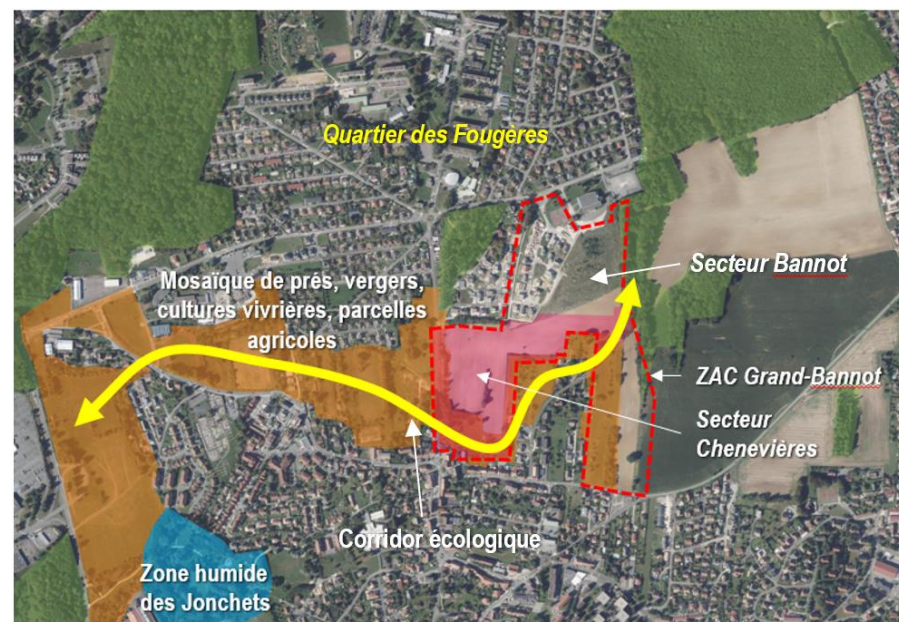 Quartier des Fougères
Secteur Bannot
Mosaïque de prés, vergers,
cultures vivrières, parcelles
agricoles
ZAC Grand-Bannot
Secteur
Chenevières
Corridor écologique
Zone humide
des Jonchets